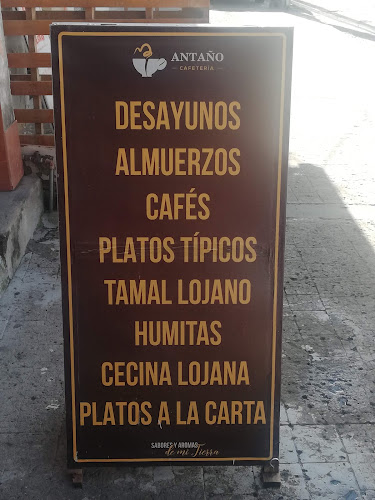 ANTAÑO
CAFETERÍA
DESAYUNOS
ALMUERZOS
CAFÉS
PLATOS TÍPICOS
TAMAL LOJANO
HUMITAS
CECINA LOJANA
PLATOS A LA CARTA
SABORES Y AROMAS
de mi Tierra